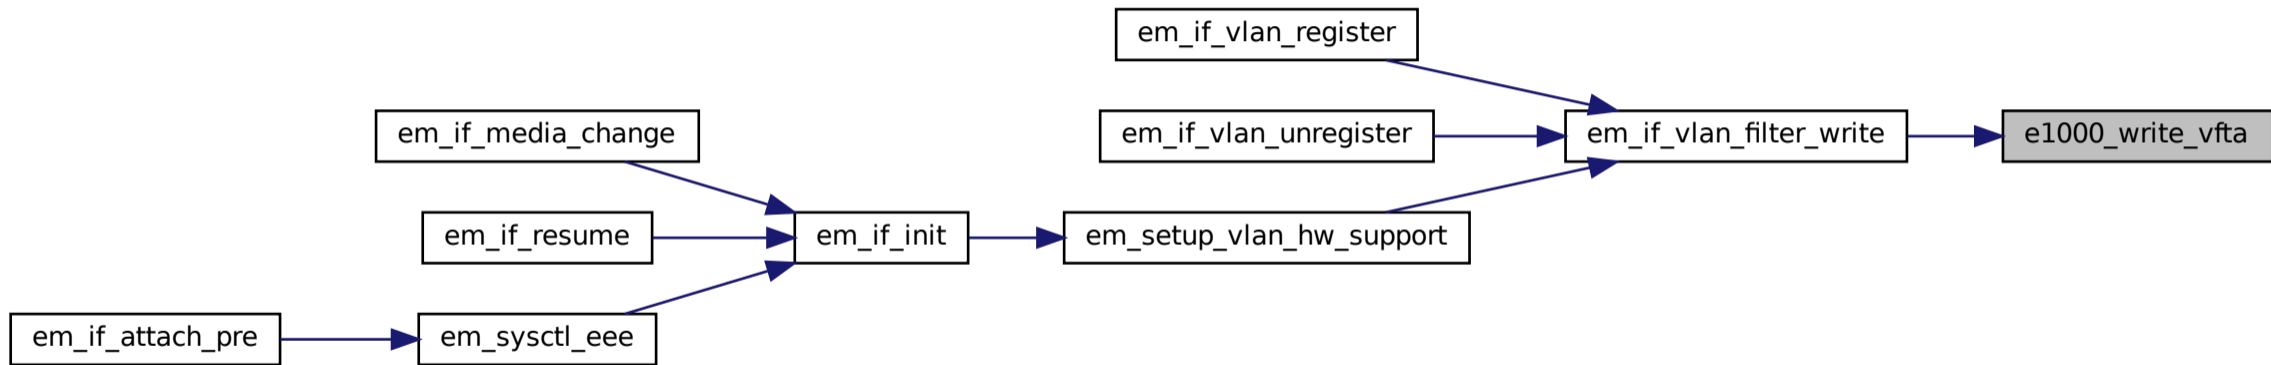 em_if_vlan_register
em_if_media_change
em_if_vlan_unregister
em_if_vlan_filter_write
e1000_write_vfta
em_if_resume
em_if_init
em_setup_vlan_hw_support
em_if_attach_pre
em_sysctl_eee